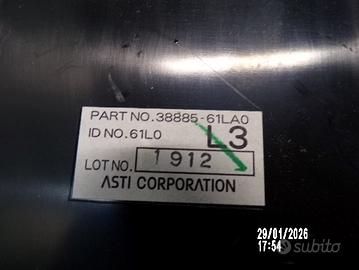 PART NO.38885-61LA0
ID NO.61L0
L3
LOT NO. 1912
ASTI CORPORATION
29/01/2026
17:54
subito